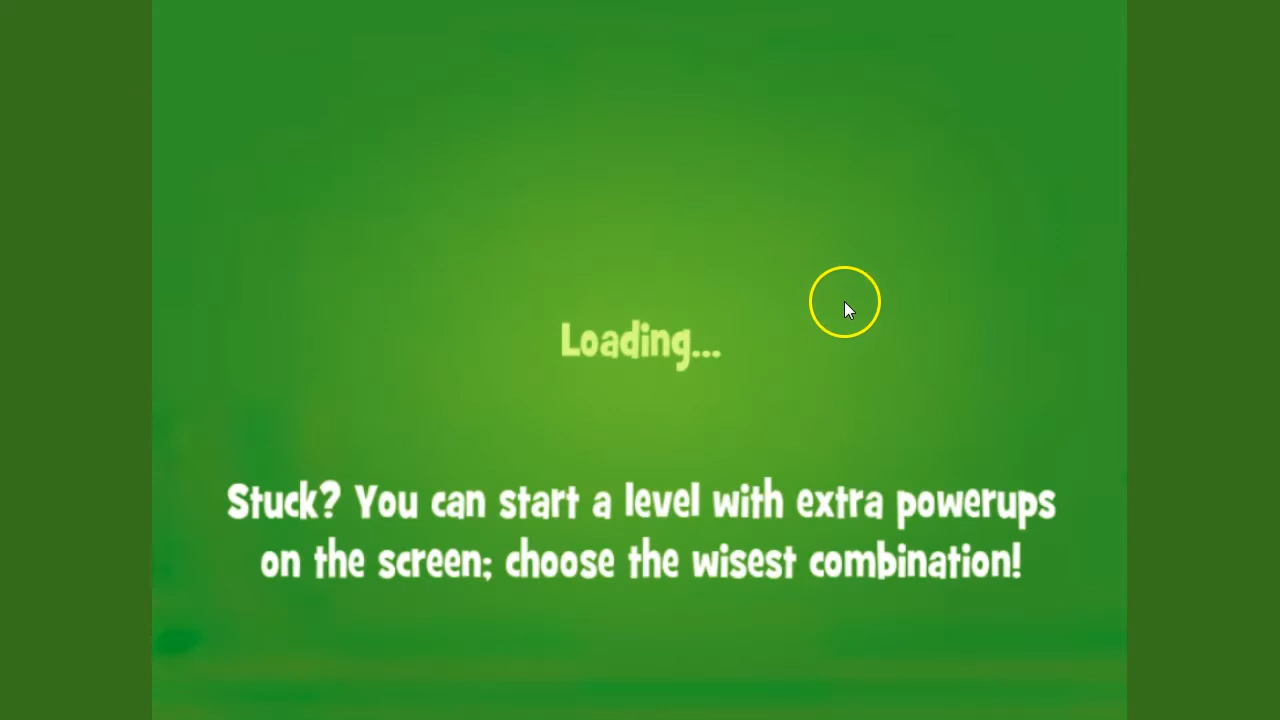 Loading...
Stuck? You can start a level with extra powerups
on the screen; choose the wisest combination!